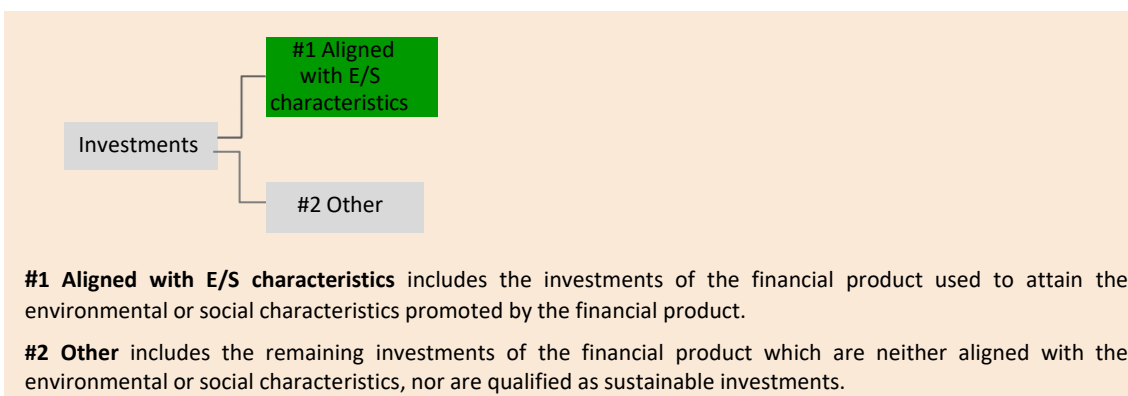 #1 Aligned
with E/S
characteristics
Investments
#2 Other
#1 Aligned with E/S characteristics includes the investments of the financial product used to attain the
environmental or social characteristics promoted by the financial product.
#2 Other includes the remaining investments of the financial product which are neither aligned with the
environmental or social characteristics, nor are qualified as sustainable investments.